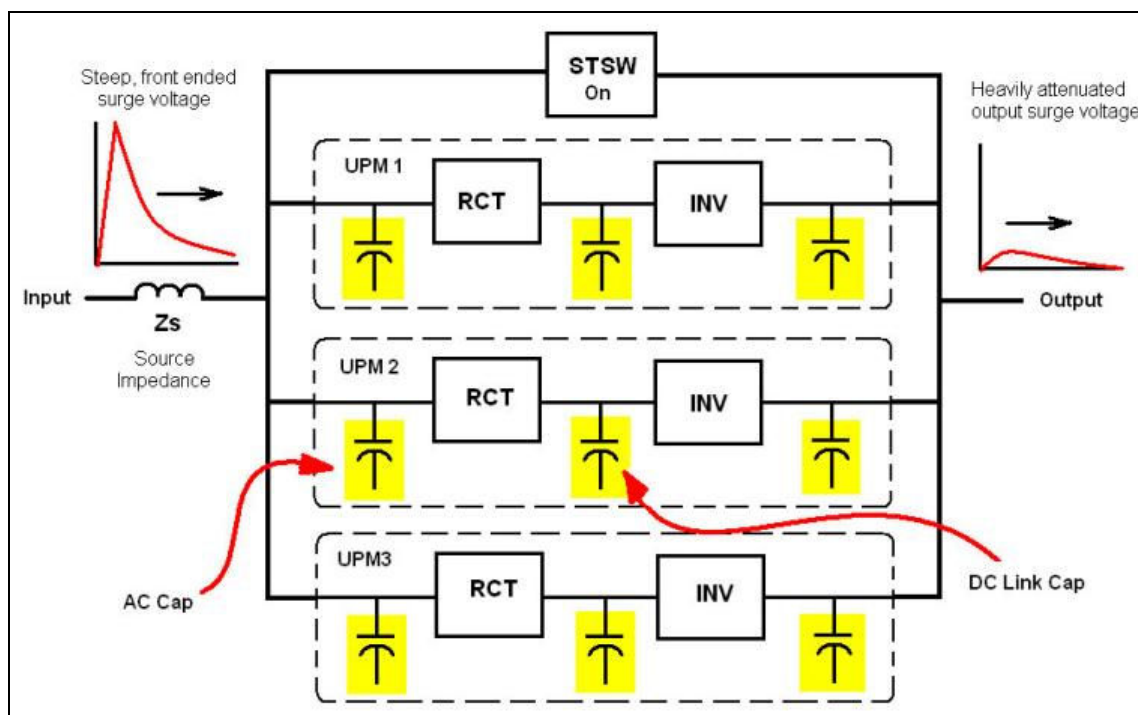 STSW
On
Steep, front ended
surge voltage
Heavily attenuated
output surge voltage
UPM 1
RCT
INV
Input
Zs
Source
Impedance
Output
UPM 2
RCT
INV
UPM3
RCT
INV
AC Cap
DC Link Cap